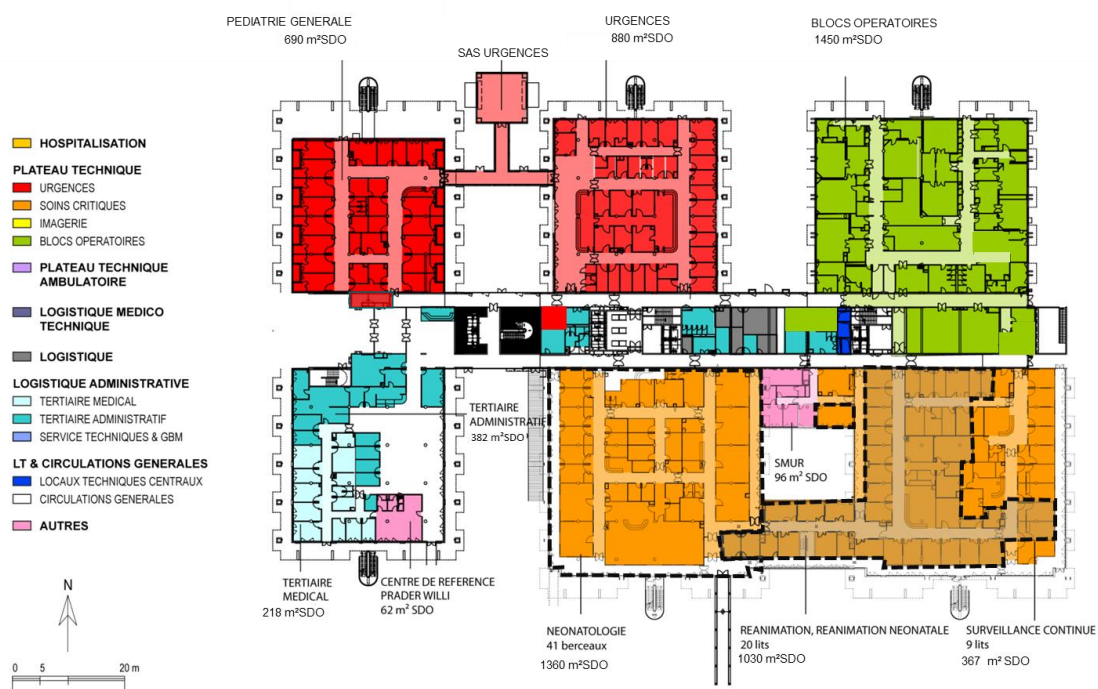 PEDIATRIE GENERALE
690 m²SDO
SAS URGENCES
URGENCES
880 m²SDO
BLOCS OPERATOIRES
1450 m²SDO
HOSPITALISATION
PLATEAU TECHNIQUE
URGENCES
SOINS CRITIQUES
IMAGERIE
BLOCS OPERATOIRES
PLATEAU TECHNIQUE
AMBULATOIRE
LOGISTIQUE MEDICO
TECHNIQUE
LOGISTIQUE
LOGISTIQUE ADMINISTRATIVE
TERTIAIRE MEDICAL
TERTIAIRE ADMINISTRATIF
SERVICE TECHNIQUES & GBM
LT & CIRCULATIONS GENERALES
LOCAUX TECHNIQUES CENTRAUX
CIRCULATIONS GENERALES
AUTRES
N
0 5 20 m
TERTIAIRE
ADMINISTRATIF
382 m²SDO
SMUR
96 m² SDO
TERTIAIRE
MEDICAL
218 m²SDO
CENTRE DE REFERENCE
PRADER WILLI
62 m² SDO
NEONATOLOGIE
41 berceaux
1360 m²SDO
REANIMATION, REANIMATION NEONATALE
20 lits
1030 m²SDO
SURVEILLANCE CONTINUE
9 lits
367 m² SDO